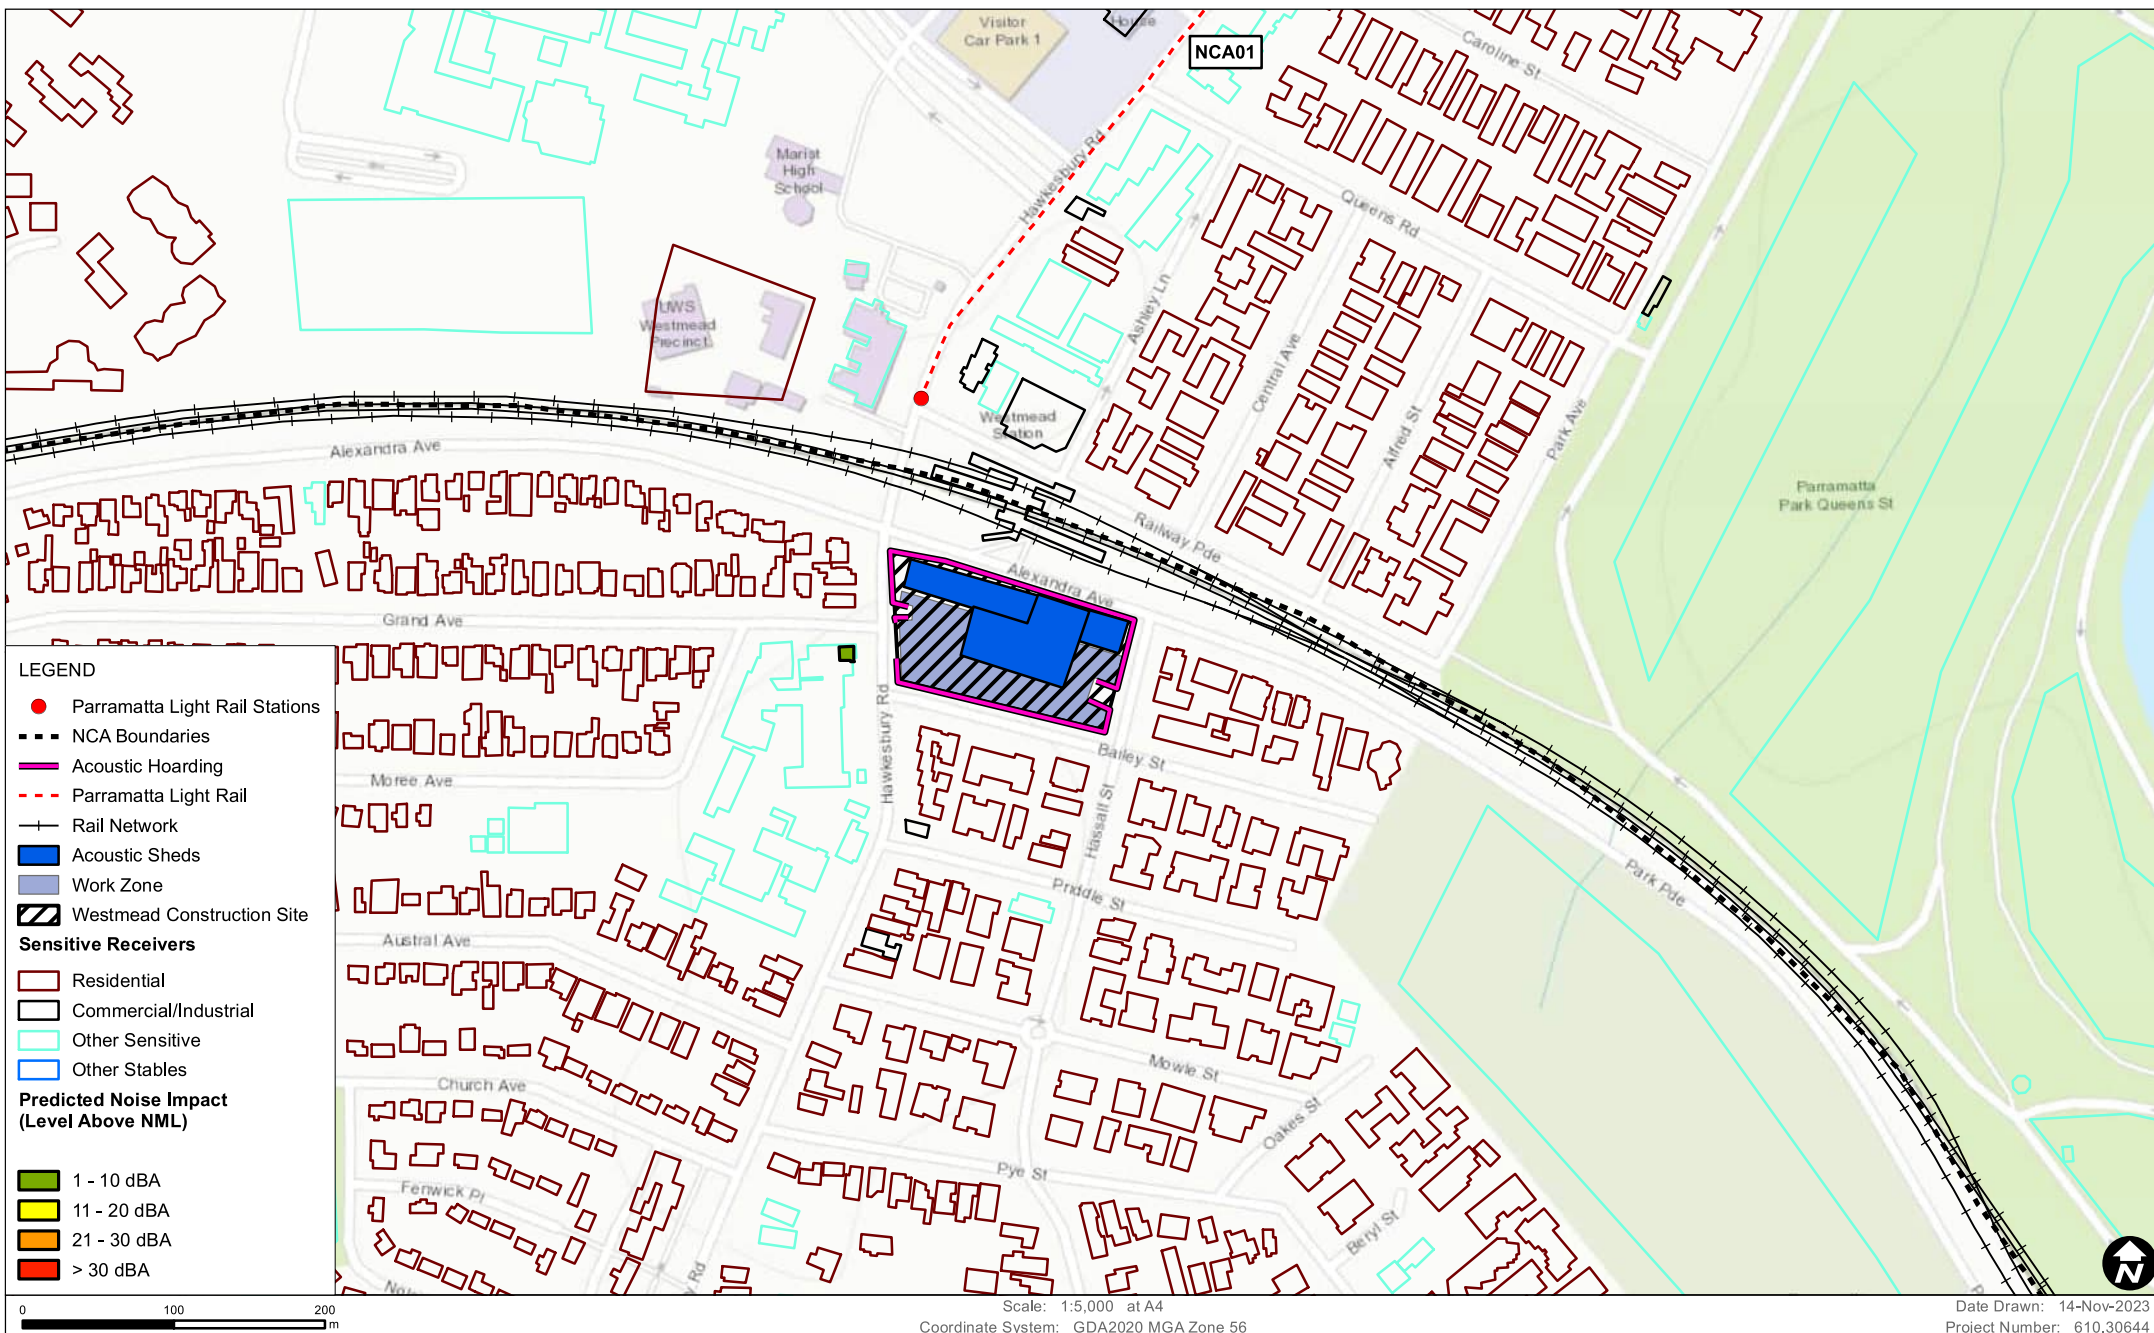 Visitor
Car Park 1
House
NCA01
Caroline St
Marist
High
School
Hawkesbury Rd
Queens Rd
UWS
Westmead
Precinct
Ashley Ln
Central Ave
Westmead
Station
Alfred St
Park Ave
Parramatta
Park Queens St
Alexandra Ave
Railway Pde
Alexandra Ave
Grand Ave
Hawkesbury Rd
Bailey St
Moree Ave
Hassall St
Priddle St
Park Pde
Austral Ave
Church Ave
Mowle St
Oakes St
Pye St
Fenwick Pl
Beryl St
y Rd
LEGEND
Parramatta Light Rail Stations
NCA Boundaries
Acoustic Hoarding
Parramatta Light Rail
Rail Network
Acoustic Sheds
Work Zone
Westmead Construction Site
Sensitive Receivers
Residential
Commercial/Industrial
Other Sensitive
Other Stables
Predicted Noise Impact
(Level Above NML)
1 - 10 dBA
11 - 20 dBA
21 - 30 dBA
> 30 dBA
N
0 100 200
m
Scale: 1:5,000 at A4
Coordinate System: GDA2020 MGA Zone 56
Date Drawn: 14-Nov-2023
Project Number: 610.30644